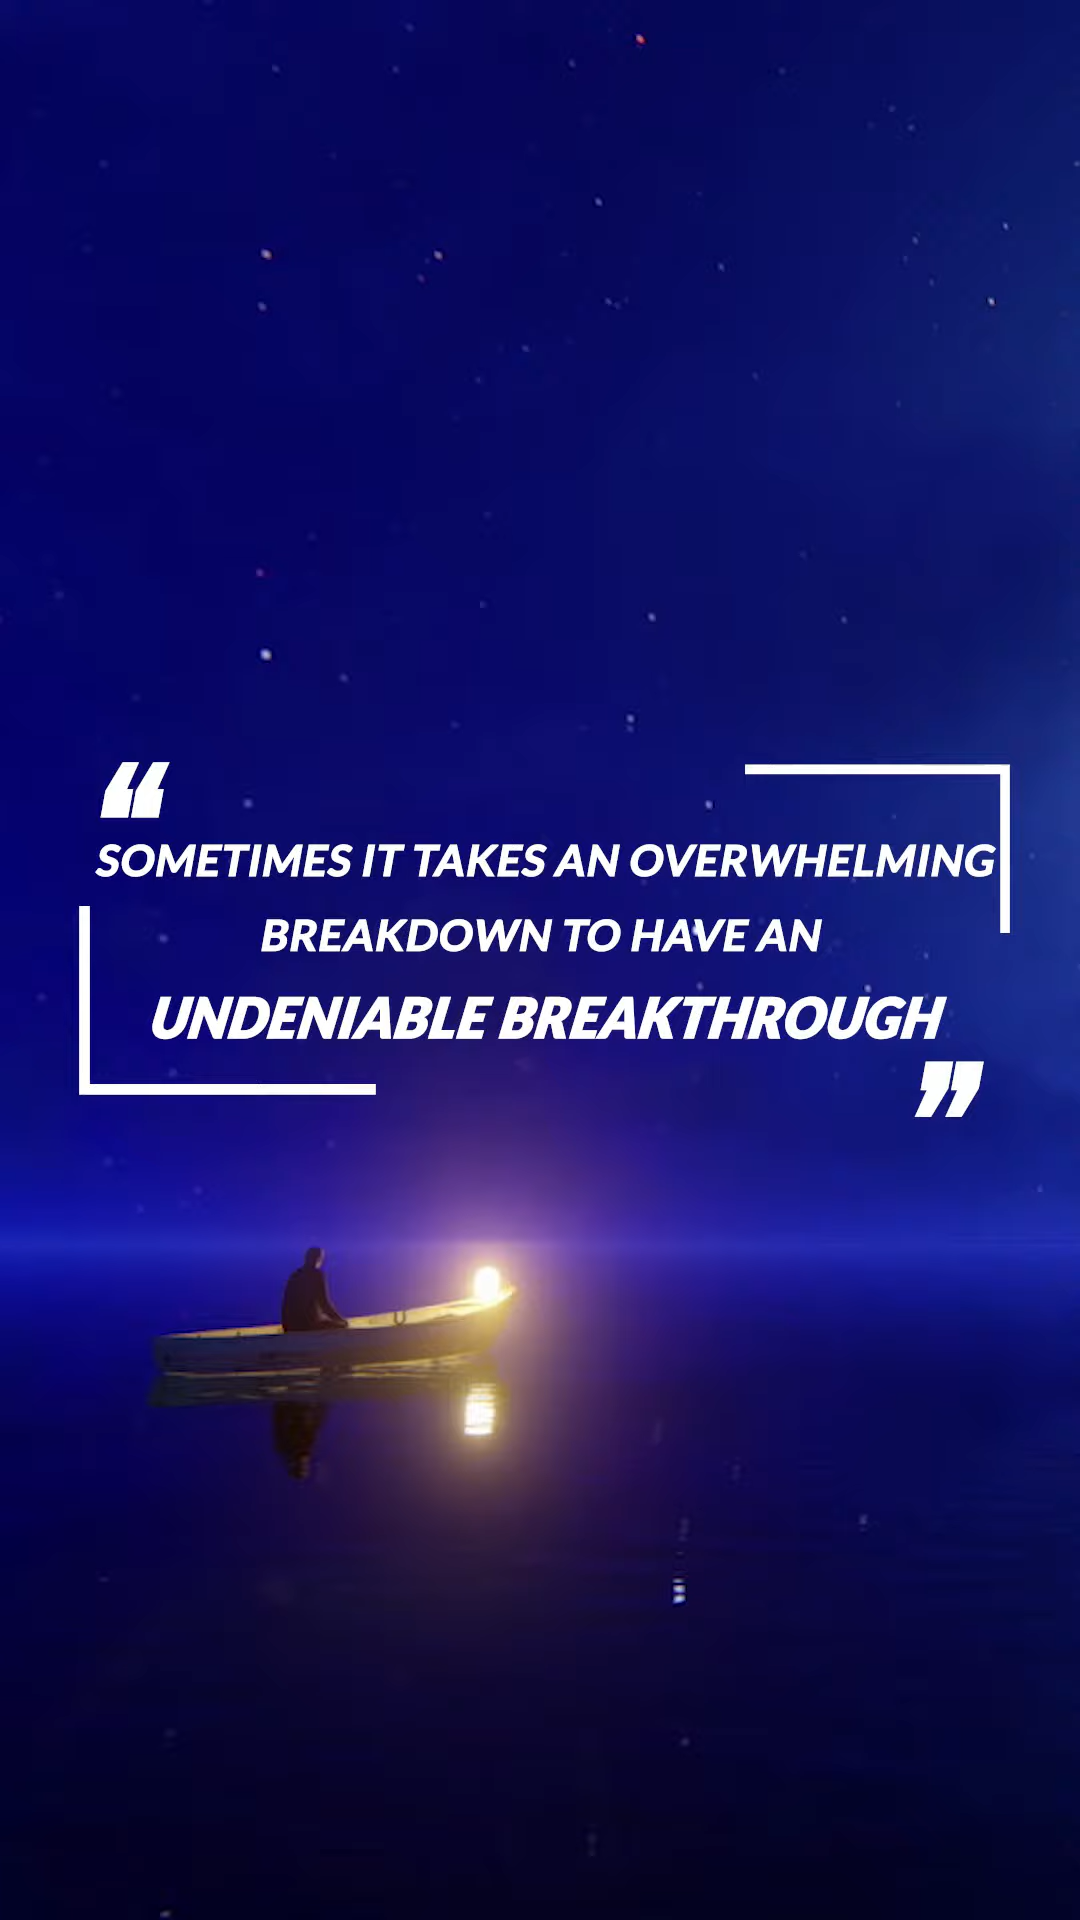 “
SOMETIMES IT TAKES AN OVERWHELMING
BREAKDOWN TO HAVE AN
UNDENIABLE BREAKTHROUGH
”